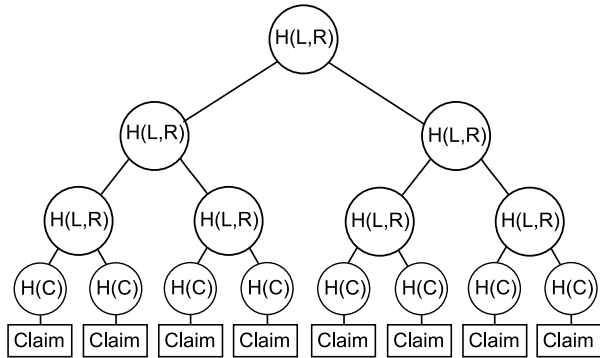 H(L,R)
H(L,R) H(L,R)
H(L,R) H(L,R) H(L,R) H(L,R)
H(C) H(C) H(C) H(C) H(C) H(C) H(C) H(C)
Claim Claim Claim Claim Claim Claim Claim Claim